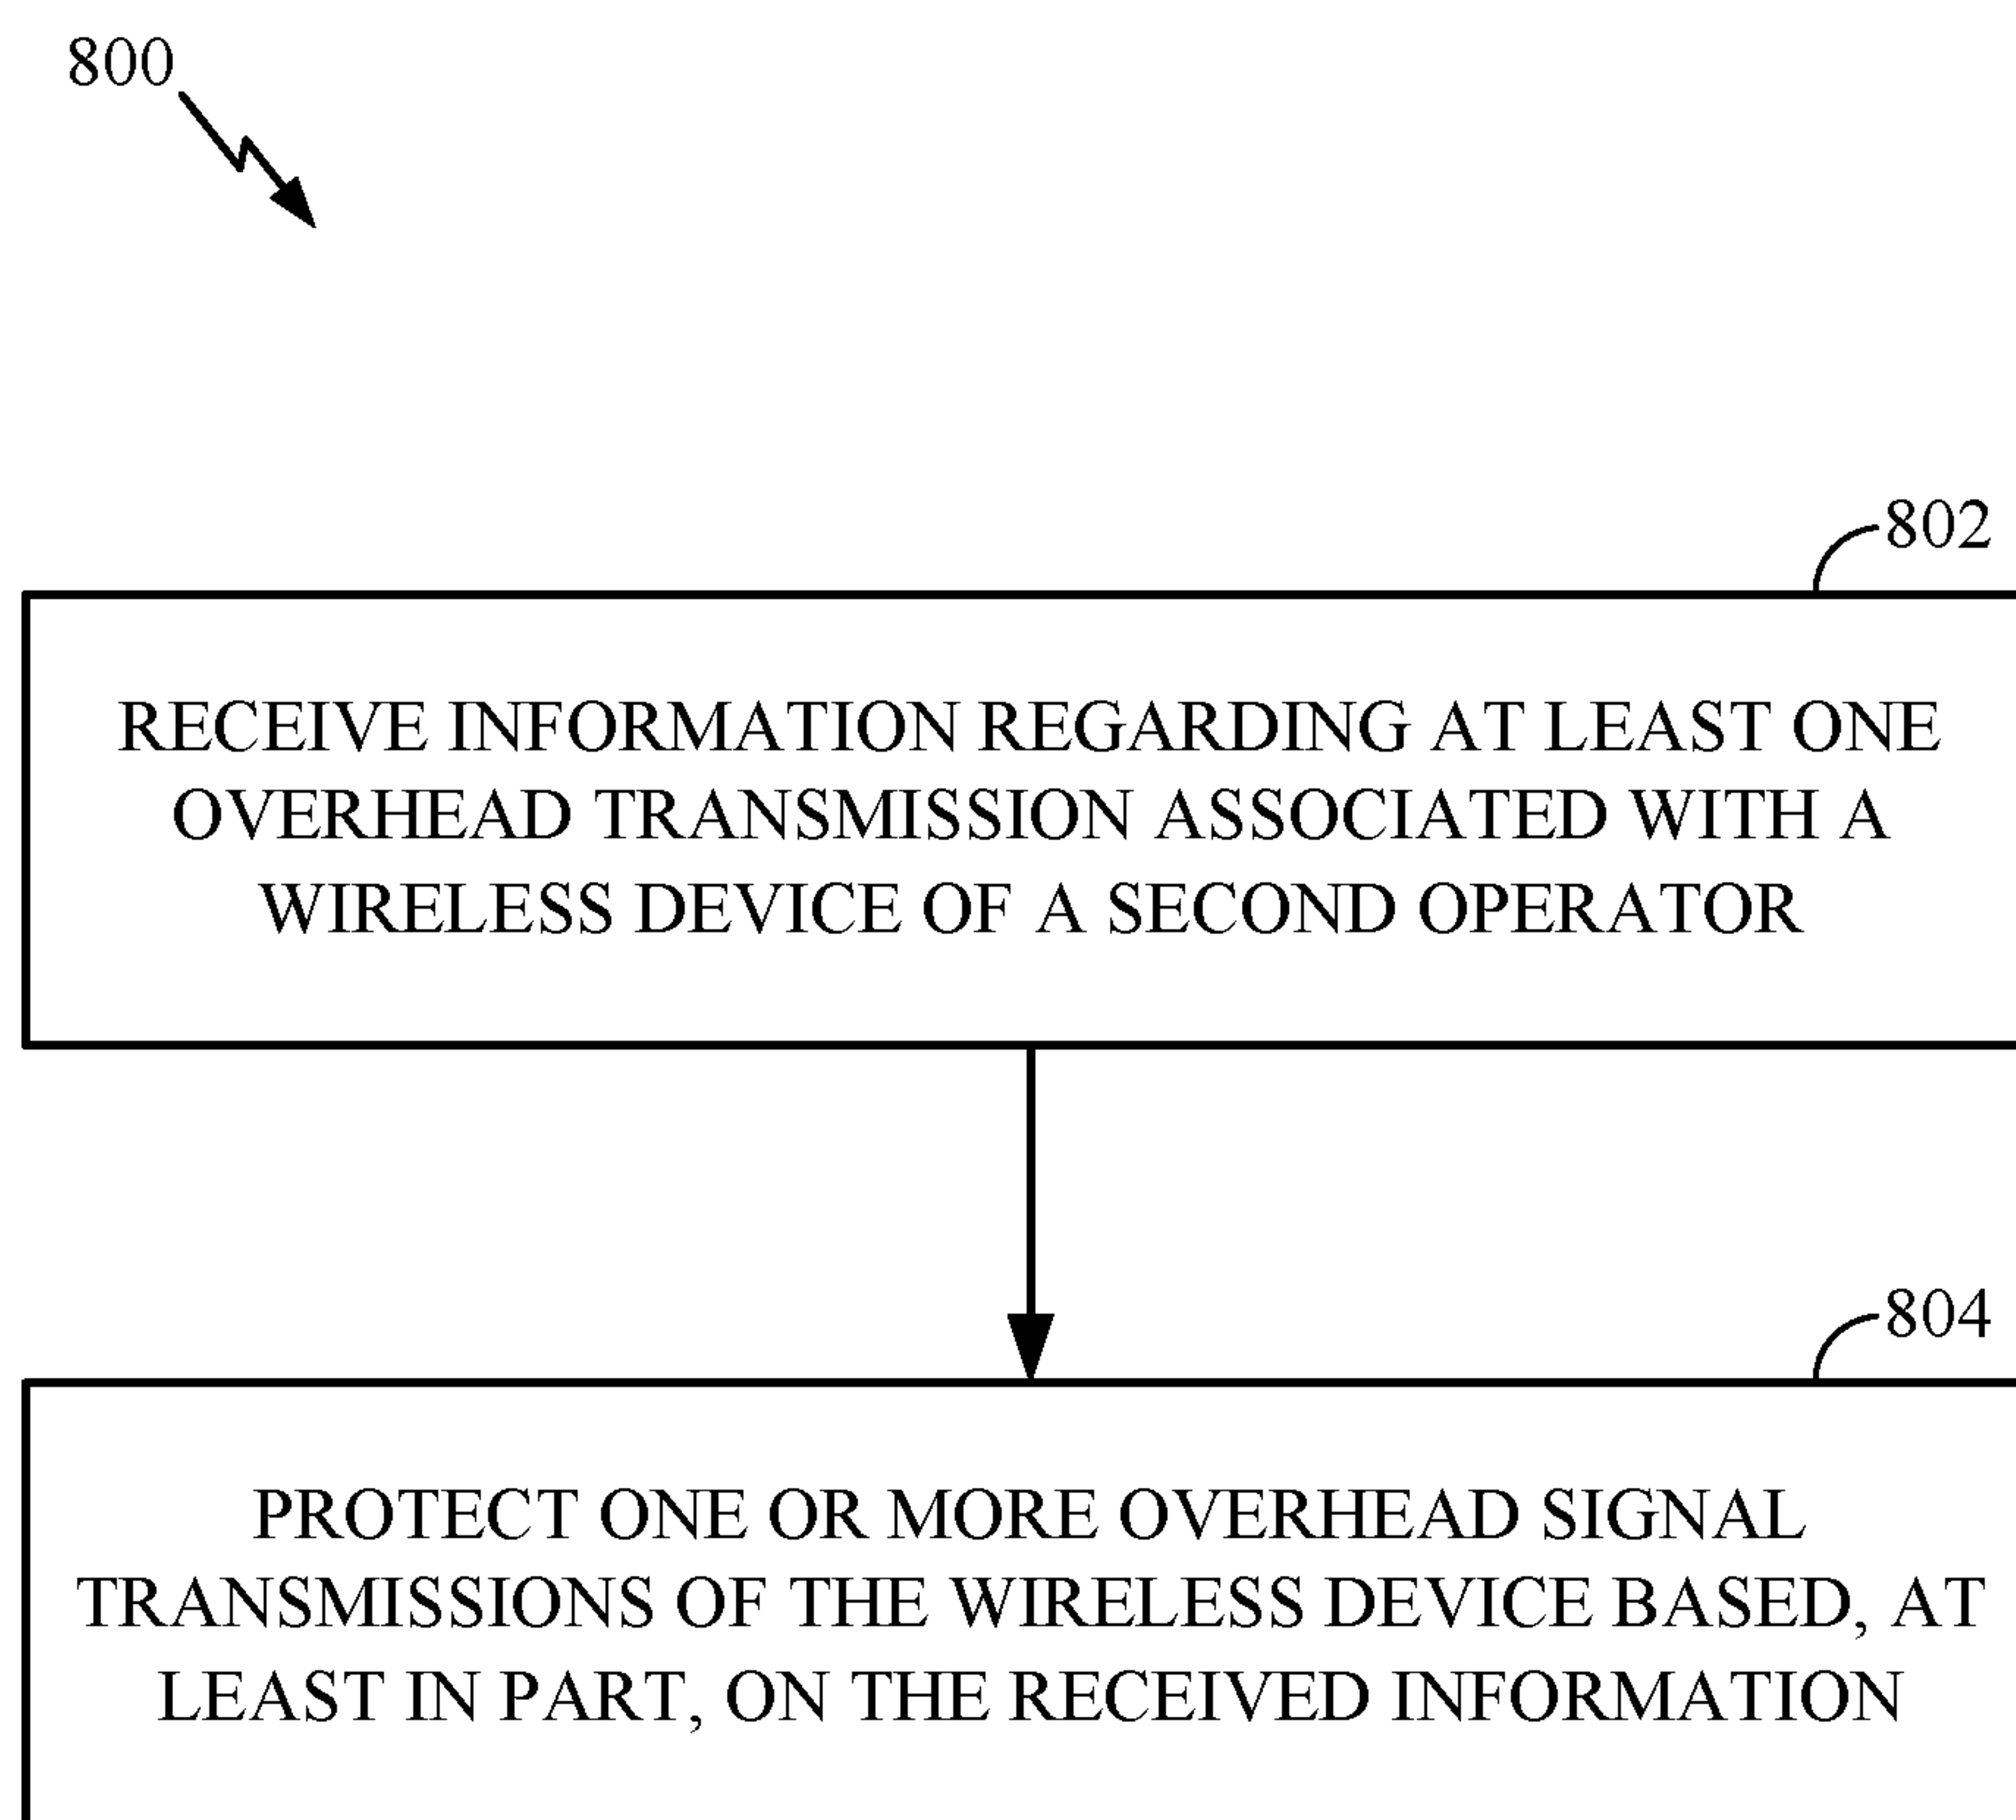 800
802
RECEIVE INFORMATION REGARDING AT LEAST ONE
OVERHEAD TRANSMISSION ASSOCIATED WITH A
WIRELESS DEVICE OF A SECOND OPERATOR
804
PROTECT ONE OR MORE OVERHEAD SIGNAL
TRANSMISSIONS OF THE WIRELESS DEVICE BASED, AT
LEAST IN PART, ON THE RECEIVED INFORMATION